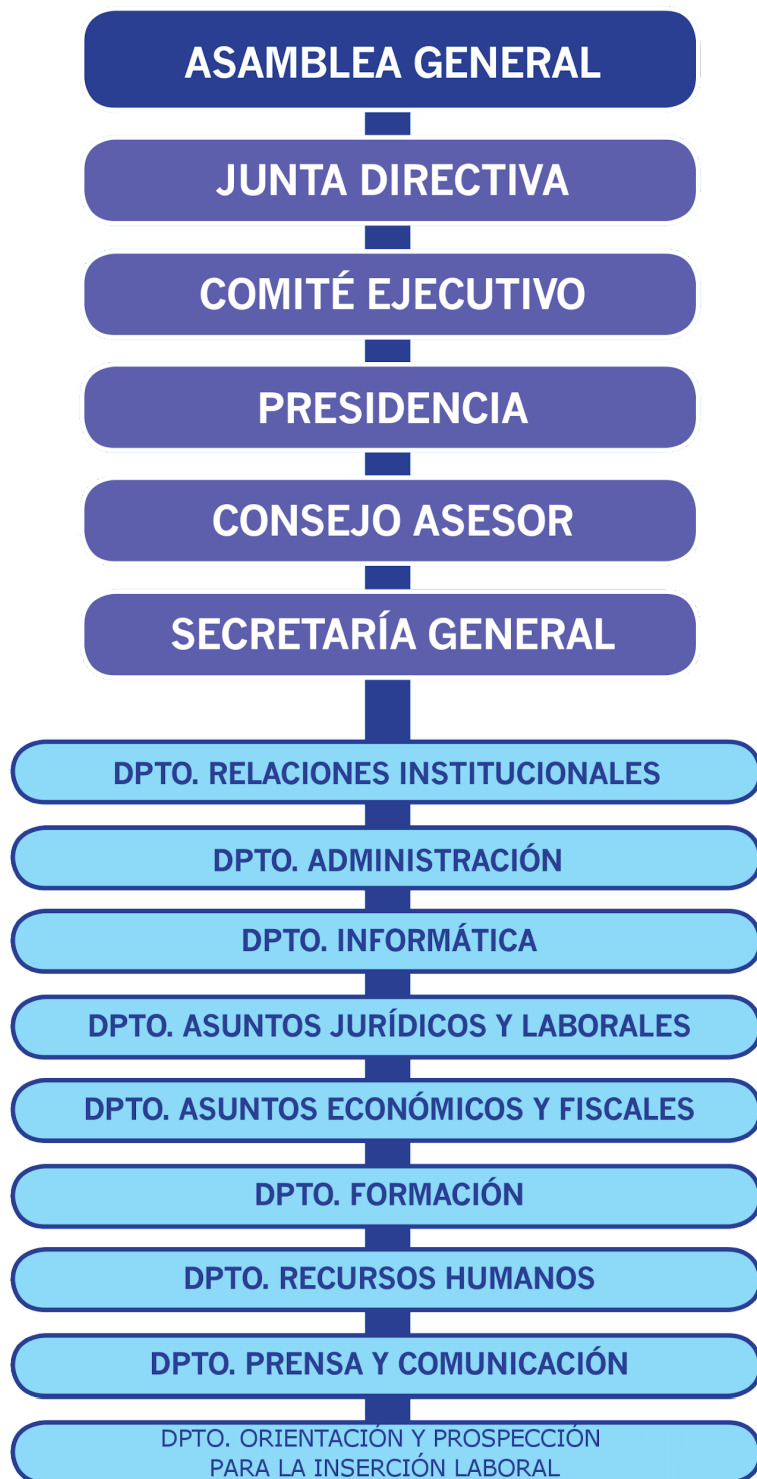 ASAMBLEA GENERAL
JUNTA DIRECTIVA
COMITÉ EJECUTIVO
PRESIDENCIA
CONSEJO ASESOR
SECRETARÍA GENERAL
DPTO. RELACIONES INSTITUCIONALES
DPTO. ADMINISTRACIÓN
DPTO. INFORMÁTICA
DPTO. ASUNTOS JURÍDICOS Y LABORALES
DPTO. ASUNTOS ECONÓMICOS Y FISCALES
DPTO. FORMACIÓN
DPTO. RECURSOS HUMANOS
DPTO. PRENSA Y COMUNICACIÓN
DPTO. ORIENTACIÓN Y PROSPECCIÓN
PARA LA INSERCIÓN LABORAL